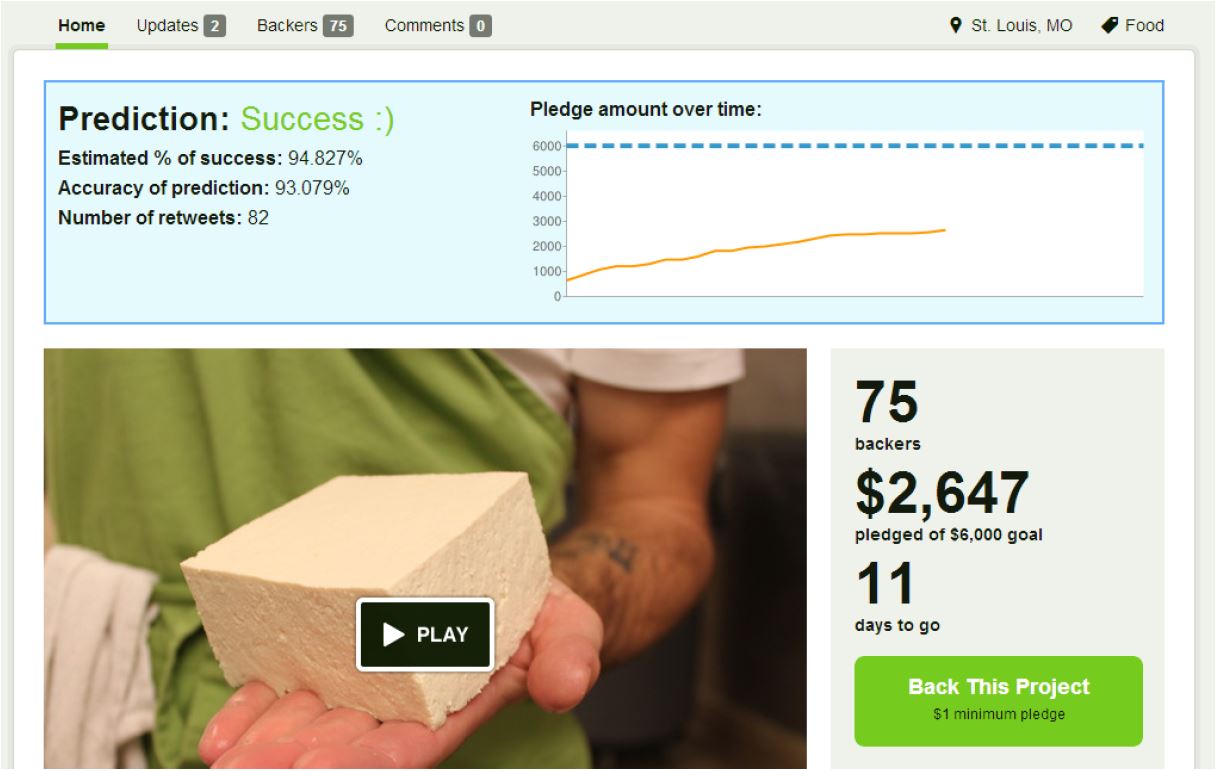 Home Updates 2 Backers 75 Comments 0 St. Louis, MO Food
Prediction: Success :)
Estimated % of success: 94.827%
Accuracy of prediction: 93.079%
Number of retweets: 82
Pledge amount over time:
6000
5000
4000
3000
2000
1000
0
PLAY
75
backers
$2,647
pledged of $6,000 goal
11
days to go
Back This Project
$1 minimum pledge